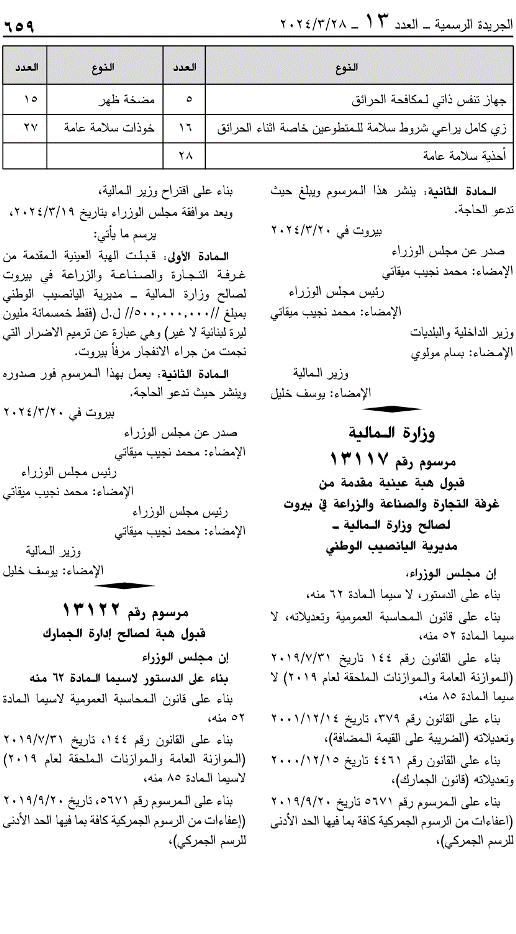 الجريدة الرسمية ــ العدد ١٣ ــ ٢٠٢٤/٣/٢٨
٦٥٩
النوع العدد النوع العدد
جهاز تنفس ذاتي لمكافحة الحرائق ٥ مضخة ظهر ١٥
زي كامل يراعي شروط سلامة للمتطوعين خاصة اثناء الحرائق ١٦ خوذات سلامة عامة ٢٧
أحذية سلامة عامة ٢٨
المادة الثانية: ينشر هذا المرسوم ويبلغ حيث
تدعو الحاجة.
بيروت في ٢٠٢٤/٣/٢٠
صدر عن مجلس الوزراء
الإمضاء: محمد نجيب ميقاتي
رئيس مجلس الوزراء
الإمضاء: محمد نجيب ميقاتي
وزير الداخلية والبلديات
الإمضاء: بسام مولوي
وزير المالية
الإمضاء: يوسف خليل
وزارة المالية
مرسوم رقم ١٣١١٧
قبول هبة عينية مقدمة من
غرفة التجارة والصناعة والزراعة في بيروت
لصالح وزارة المالية ــ
مديرية اليانصيب الوطني
إن مجلس الوزراء،
بناء على الدستور، لا سيما المادة ٦٢ منه،
بناء على قانون المحاسبة العمومية وتعديلاته، لا
سيما المادة ٥٢ منه،
بناء على القانون رقم ١٤٤ تاريخ ٢٠١٩/٧/٣١
(الموازنة العامة والموازنات الملحقة لعام ٢٠١٩) لا
سيما المادة ٨٥ منه،
بناء على القانون رقم ٣٧٩، تاريخ ٢٠٠١/١٢/١٤
وتعديلاته (الضريبة على القيمة المضافة)،
بناء على القانون رقم ٤٤٦١ تاريخ ٢٠٠٠/١٢/١٥
وتعديلاته (قانون الجمارك)،
بناء على المرسوم رقم ٥٦٧١ تاريخ ٢٠١٩/٩/٢٠
(اعفاءات من الرسوم الجمركية كافة بما فيها الحد الأدنى
للرسم الجمركي)،
بناء على اقتراح وزير المالية،
وبعد موافقة مجلس الوزراء بتاريخ ٢٠٢٤/٣/١٩،
يرسم ما يأتي:
المادة الأولى: قبلت الهبة العينية المقدمة من
غرفة التجارة والصناعة والزراعة في بيروت
لصالح وزارة المالية ــ مديرية اليانصيب الوطني
بمبلغ //٥٠٠,٠٠٠,٠٠٠// ل.ل (فقط خمسمائة مليون
ليرة لبنانية لا غير) وهي عبارة عن ترميم الاضرار التي
نجمت من جراء الانفجار مرفأ بيروت.
المادة الثانية: يعمل بهذا المرسوم فور صدوره
وينشر حيث تدعو الحاجة.
بيروت في ٢٠٢٤/٣/٢٠
صدر عن مجلس الوزراء
الإمضاء: محمد نجيب ميقاتي
رئيس مجلس الوزراء
الإمضاء: محمد نجيب ميقاتي
رئيس مجلس الوزراء
الإمضاء: محمد نجيب ميقاتي
وزير المالية
الإمضاء: يوسف خليل
مرسوم رقم ١٣١٢٢
قبول هبة لصالح إدارة الجمارك
إن مجلس الوزراء
بناء على الدستور لاسيما المادة ٦٢ منه
بناء على قانون المحاسبة العمومية لاسيما المادة
٥٢ منه،
بناء على القانون رقم ١٤٤، تاريخ ٢٠١٩/٧/٣١
(الموازنة العامة والموازنات الملحقة لعام ٢٠١٩)
لاسيما المادة ٨٥ منه،
بناء على المرسوم رقم ٥٦٧١، تاريخ ٢٠١٩/٩/٢٠
(إعفاءات من الرسوم الجمركية كافة بما فيها الحد الأدنى
للرسم الجمركي)،